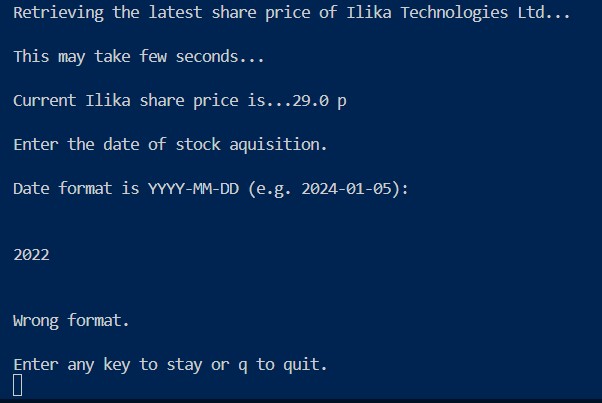 Retrieving the latest share price of Ilika Technologies Ltd...
This may take few seconds...
Current Ilika share price is...29.0 p
Enter the date of stock aquisition.
Date format is YYYY-MM-DD (e.g. 2024-01-05):
2022
Wrong format.
Enter any key to stay or q to quit.